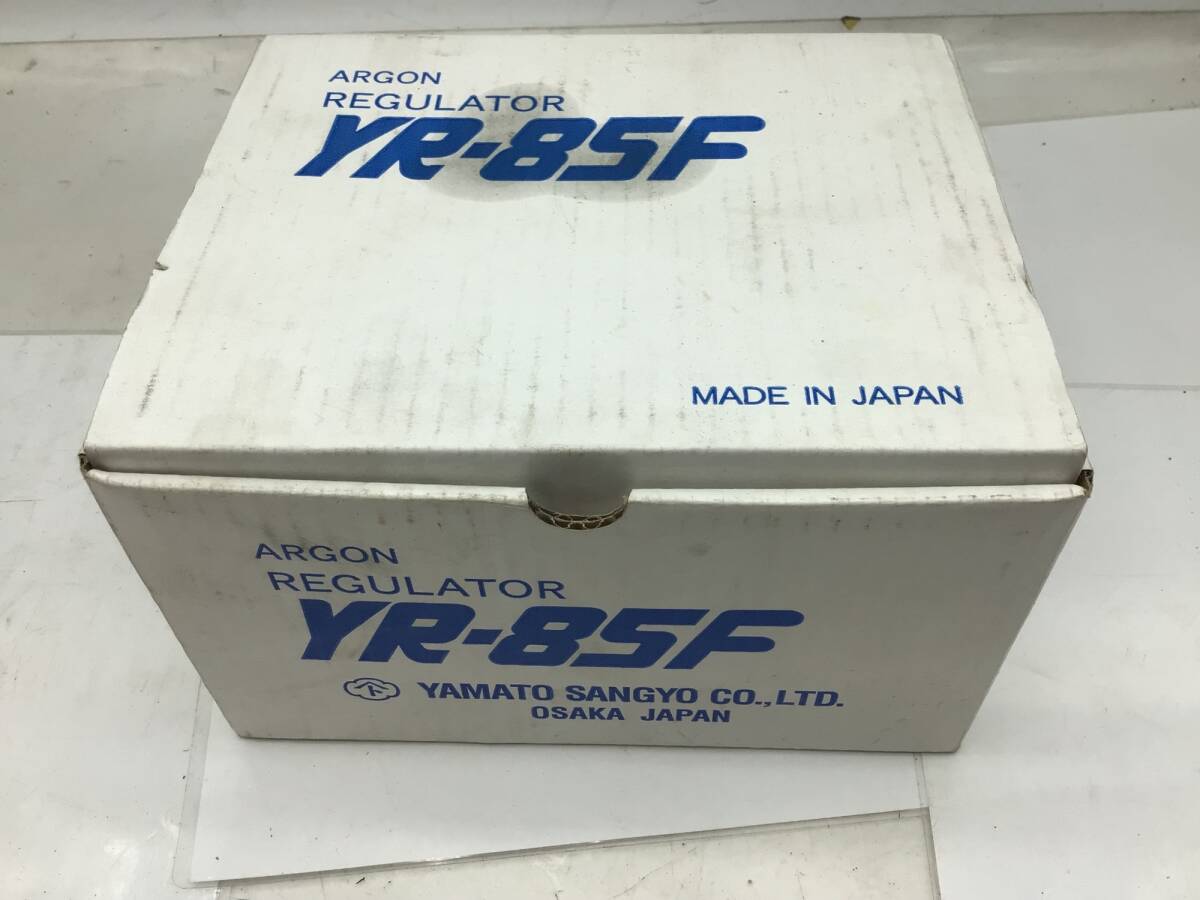 ARGON
REGULATOR
YR-85F
MADE IN JAPAN
ARGON
REGULATOR
YR-85F
YAMATO SANGYO CO.,LTD.
OSAKA JAPAN